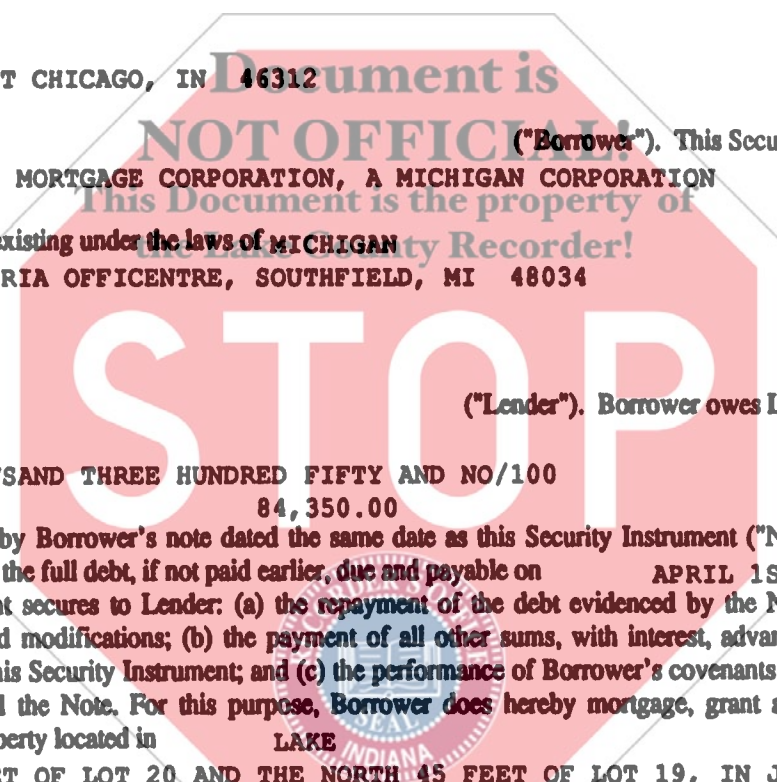 T CHICAGO, IN 46312
Document is
NOT OFFICIAL!
("Borrower"). This Secu
MORTGAGE CORPORATION, A MICHIGAN CORPORATION
This Document is the property of
existing under the laws of MICHIGAN
the Lake County Recorder!
RIA OFFICENTRE, SOUTHFIELD, MI 48034
STOP
("Lender"). Borrower owes L
SAND THREE HUNDRED FIFTY AND NO/100
84,350.00
by Borrower's note dated the same date as this Security Instrument ("N
the full debt, if not paid earlier, due and payable on APRIL 1S
nt secures to Lender: (a) the repayment of the debt evidenced by the N
d modifications; (b) the payment of all other sums, with interest, advan
his Security Instrument; and (c) the performance of Borrower's covenants
d the Note. For this purpose, Borrower does hereby mortgage, grant a
perty located in LAKE
SEAL
INDIANA
T OF LOT 20 AND THE NORTH 45 FEET OF LOT 19, IN J